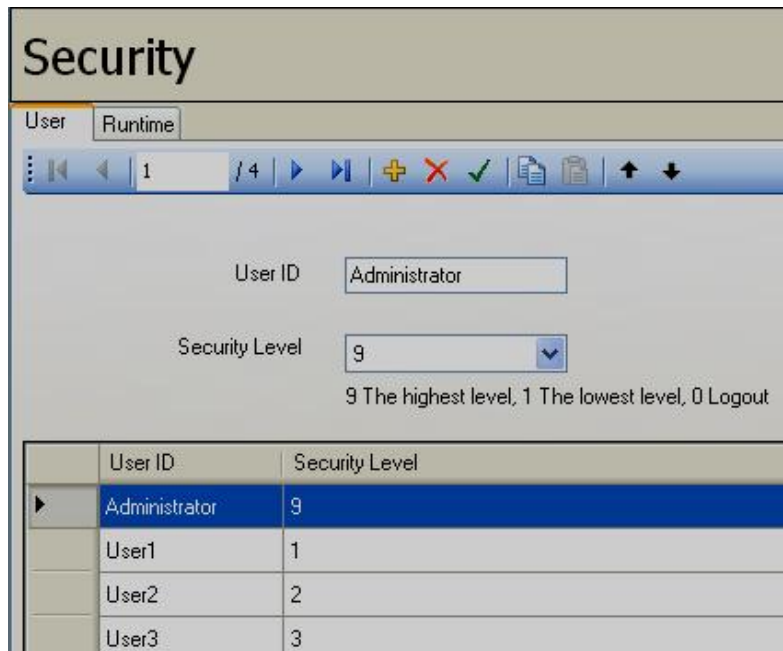 Security
User Runtime
1 / 4
User ID Administrator
Security Level 9
9 The highest level, 1 The lowest level, 0 Logout
User ID Security Level
Administrator 9
User1 1
User2 2
User3 3